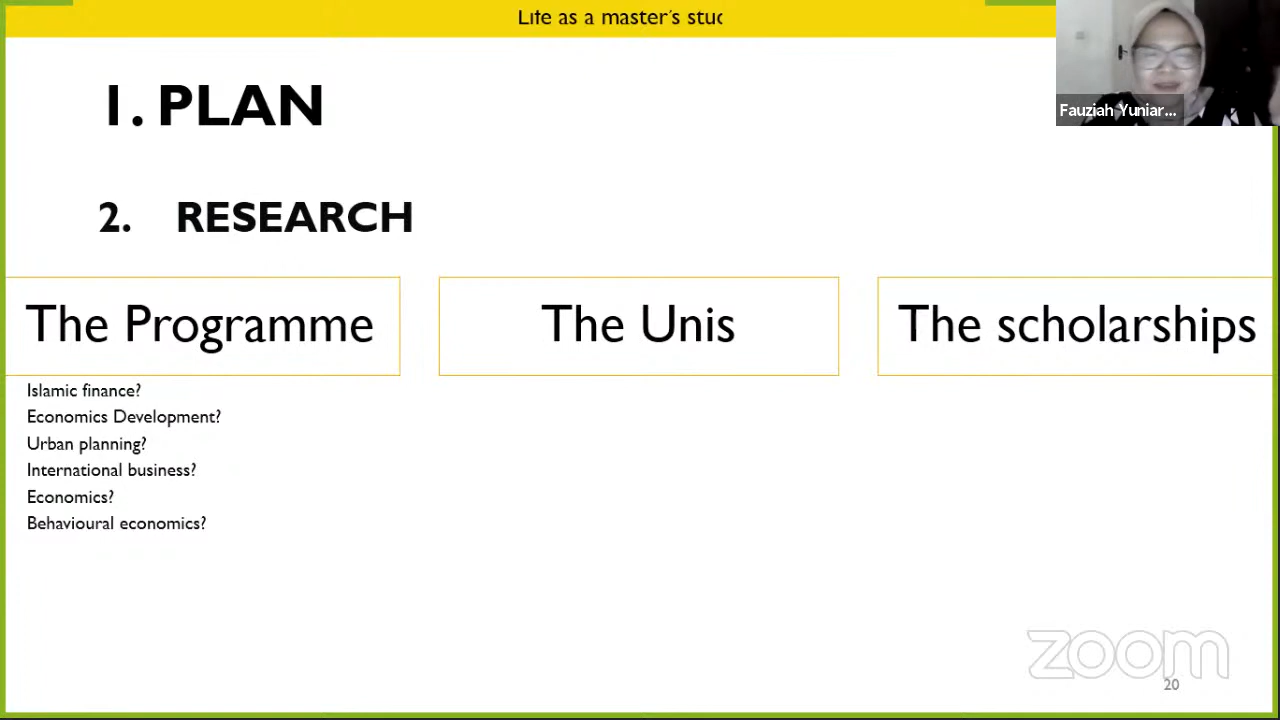 Life as a master's stud
1. PLAN
Fauziah Yuniar...
2. RESEARCH
The Programme
The Unis
The scholarships
Islamic finance?
Economics Development?
Urban planning?
International business?
Economics?
Behavioural economics?
zoom
20